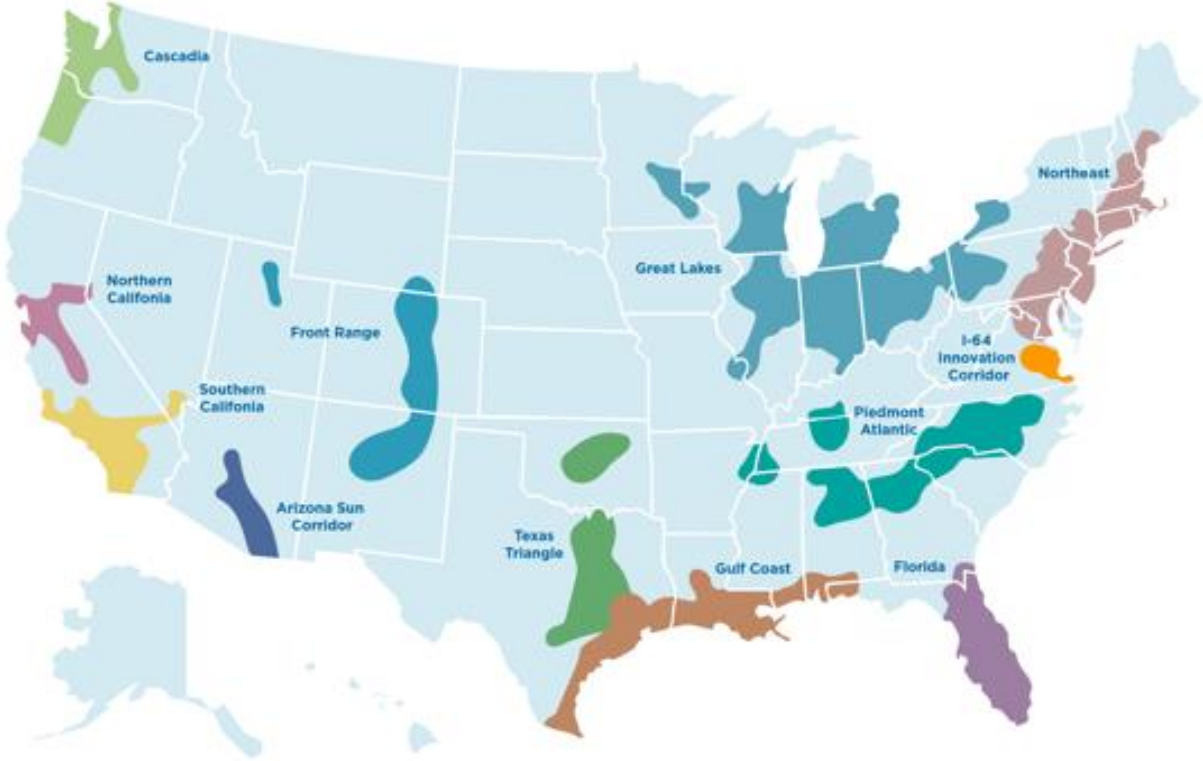 Cascadia
Northeast
Great Lakes
Northern
Califonia
Front Range
I-64
Innovation
Corridor
Southern
Califonia
Piedmont
Atlantic
Arizona Sun
Corridor
Texas
Triangle
Gulf Coast
Florida